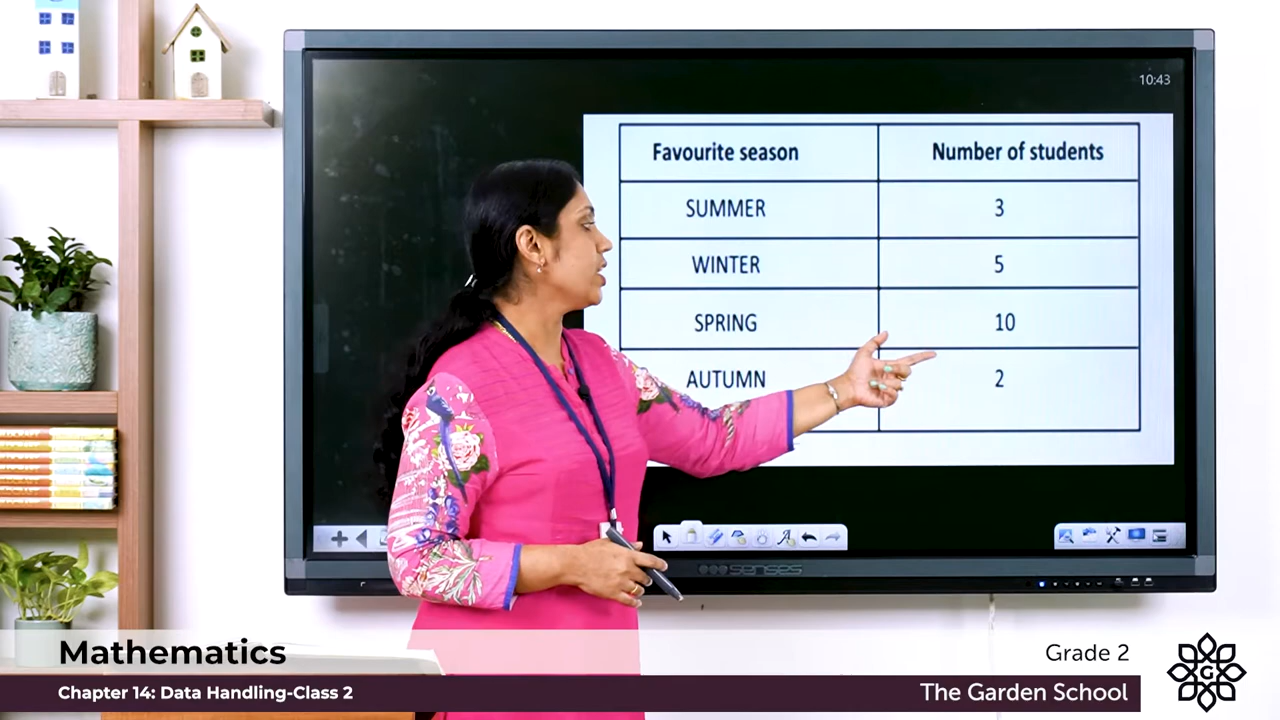 10:43
Favourite season Number of students
SUMMER 3
WINTER 5
SPRING 10
AUTUMN 2
senses
Mathematics
Grade 2
Chapter 14: Data Handling-Class 2
The Garden School
G